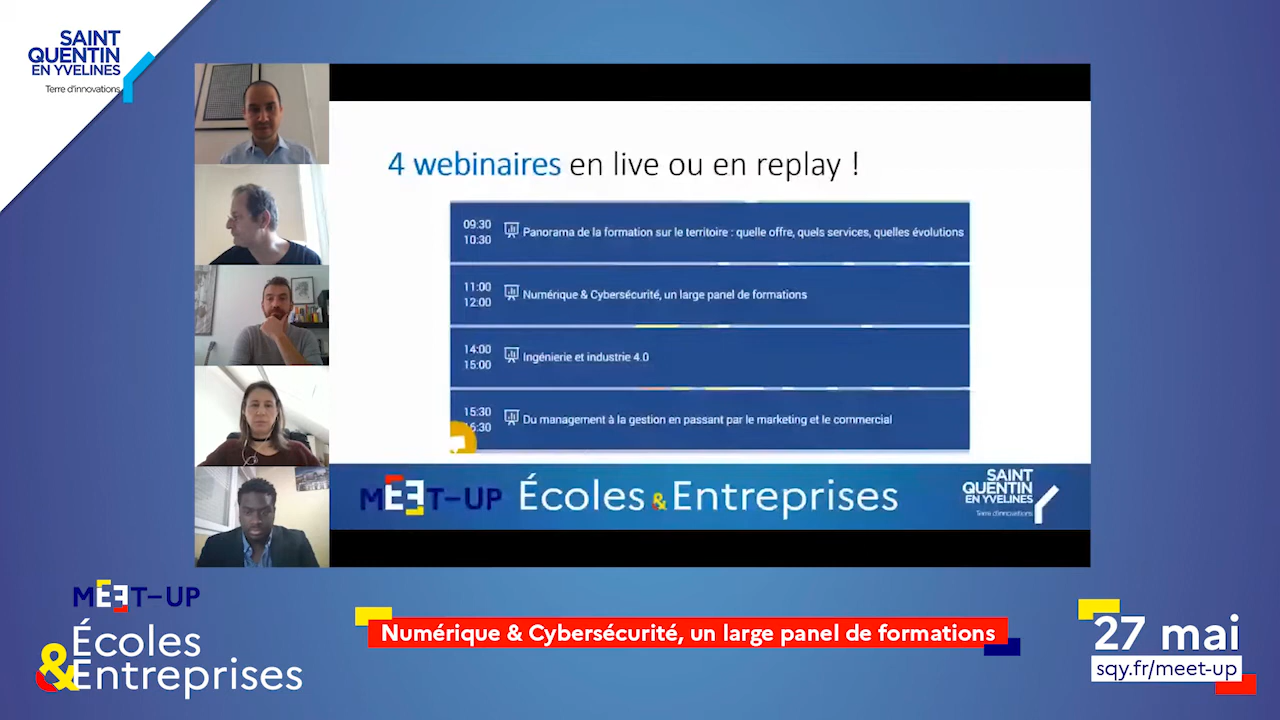 SAINT
QUENTIN
EN YVELINES
Terre d'innovations
4 webinaires en live ou en replay !
09:30
10:30
Panorama de la formation sur le territoire : quelle offre, quels services, quelles évolutions
11:00
12:00
Numérique & Cybersécurité, un large panel de formations
14:00
15:00
Ingénierie et industrie 4.0
15:30
16:30
Du management à la gestion en passant par le marketing et le commercial
MEET-UP Écoles & Entreprises
SAINT
QUENTIN
EN YVELINES
Terre d'innovations
MEET-UP
Écoles
&Entreprises
Numérique & Cybersécurité, un large panel de formations
27 mai
sqy.fr/meet-up